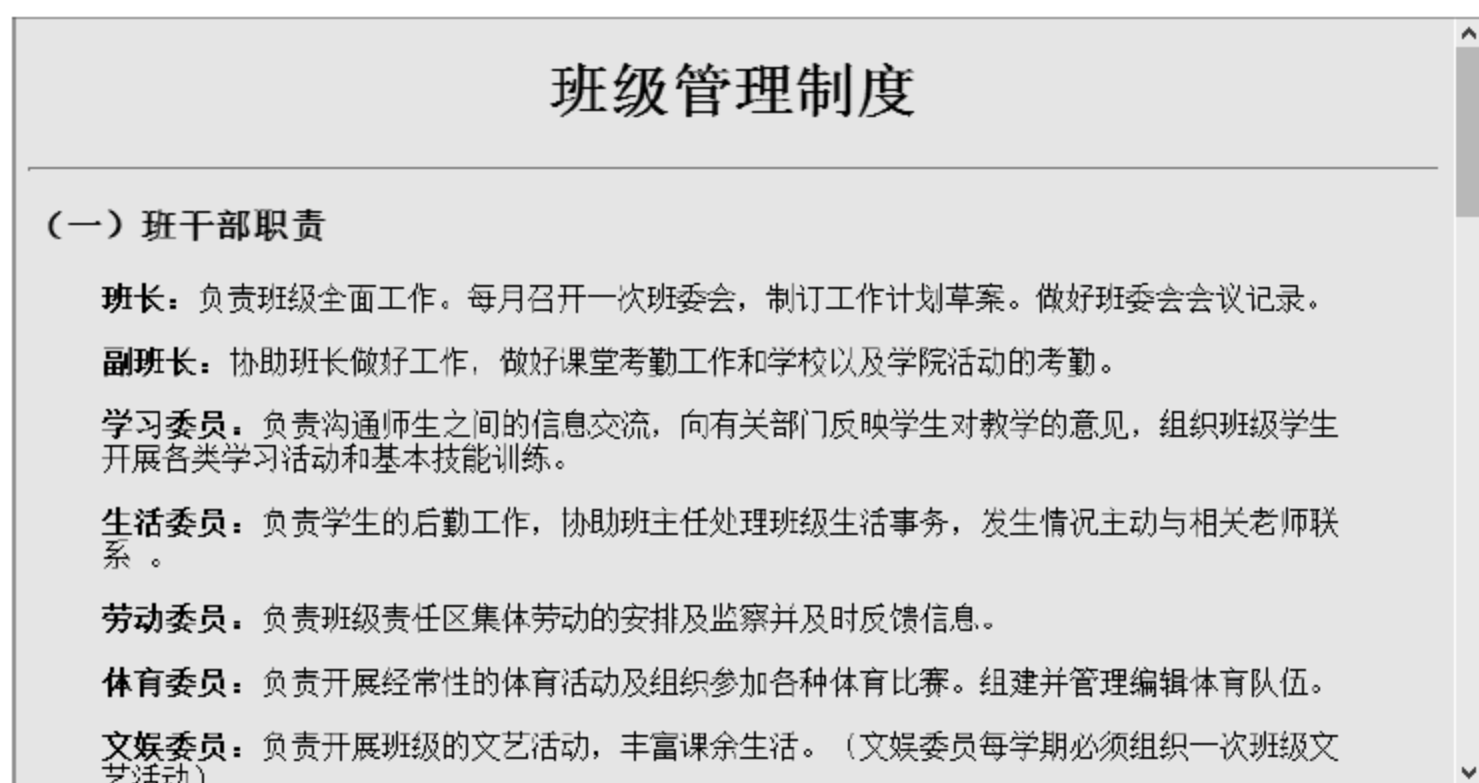 班级管理制度
（一）班干部职责
班长：负责班级全面工作。每月召开一次班委会，制订工作计划草案。做好班委会会议记录。
副班长：协助班长做好工作，做好课堂考勤工作和学校以及学院活动的考勤。
学习委员：负责沟通师生之间的信息交流，向有关部门反映学生对教学的意见，组织班级学生
开展各类学习活动和基本技能训练。
生活委员：负责学生的后勤工作，协助班主任处理班级生活事务，发生情况主动与相关老师联
系 。
劳动委员：负责班级责任区集体劳动的安排及监察并及时反馈信息。
体育委员：负责开展经常性的体育活动及组织参加各种体育比赛。组建并管理编辑体育队伍。
文娱委员：负责开展班级的文艺活动，丰富课余生活。（文娱委员每学期必须组织一次班级文
艺活动）